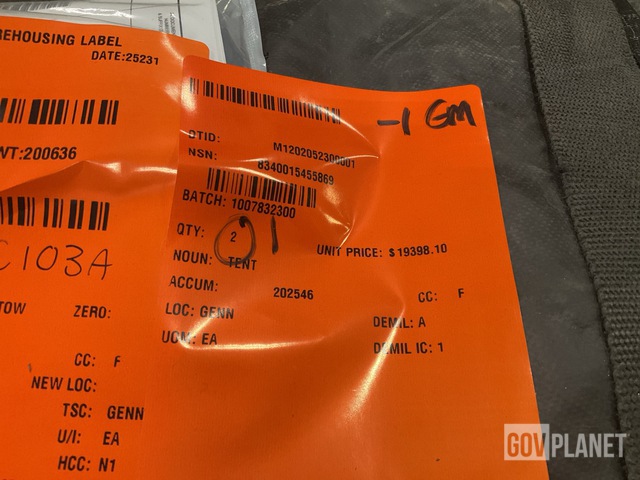 REHOUSING LABEL
DATE:25231
WT:200636
C103A
TOW ZERO:
CC: F
NEW LOC:
TSC: GENN
U/I: EA
HCC: N1
-1 GM
DTID: M1202052300001
NSN: 8340015455869
BATCH: 1007832300
QTY: 2 1
UNIT PRICE: $19398.10
NOUN: TENT
ACCUM: 202546
CC: F
LOC: GENN
DEMIL: A
UCM: EA
DEMIL IC: 1
GOVPLANET